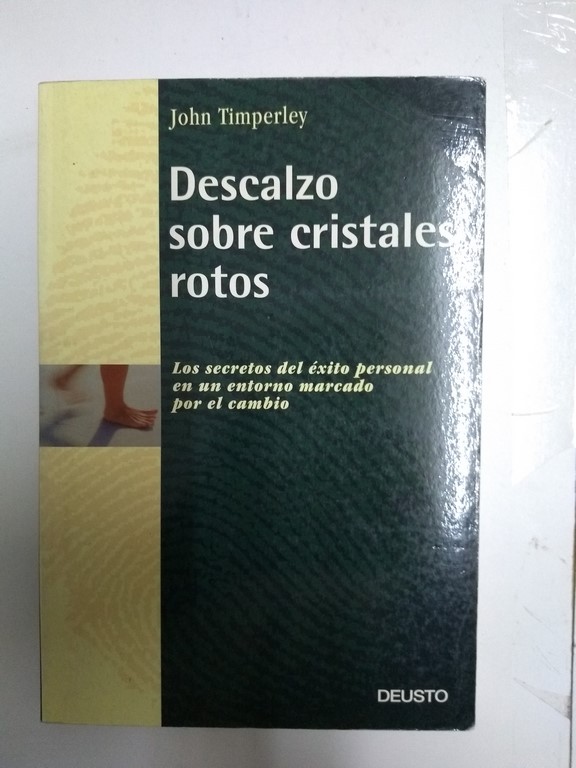 John Timperley
Descalzo
sobre cristales
rotos
Los secretos del éxito personal
en un entorno marcado
por el cambio
DEUSTO